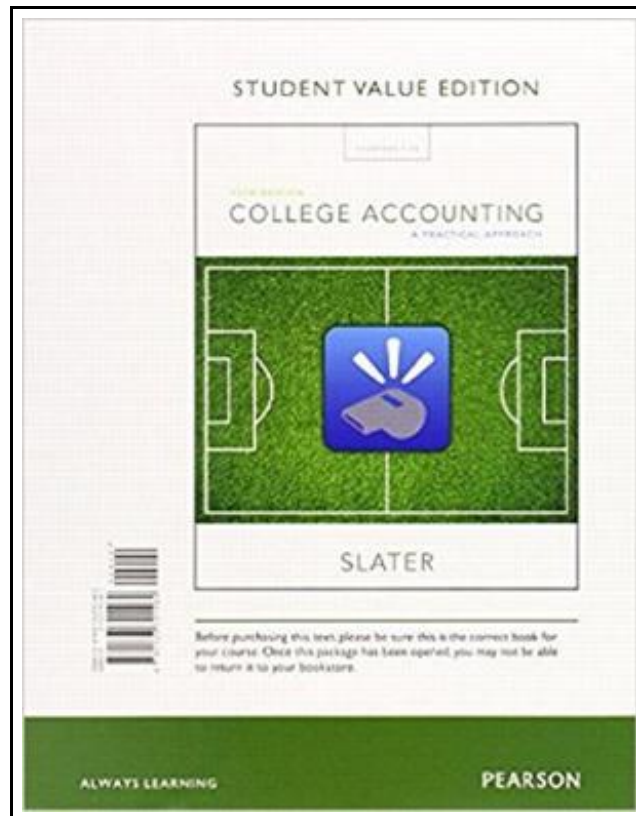 STUDENT VALUE EDITION
COLLEGE ACCOUNTING
A PRACTICAL APPROACH
SLATER
Before purchasing this text, please be sure this is the correct book for
your course. Once this package has been opened, you may not be able
to return it to your bookstore.
ALWAYS LEARNING
PEARSON